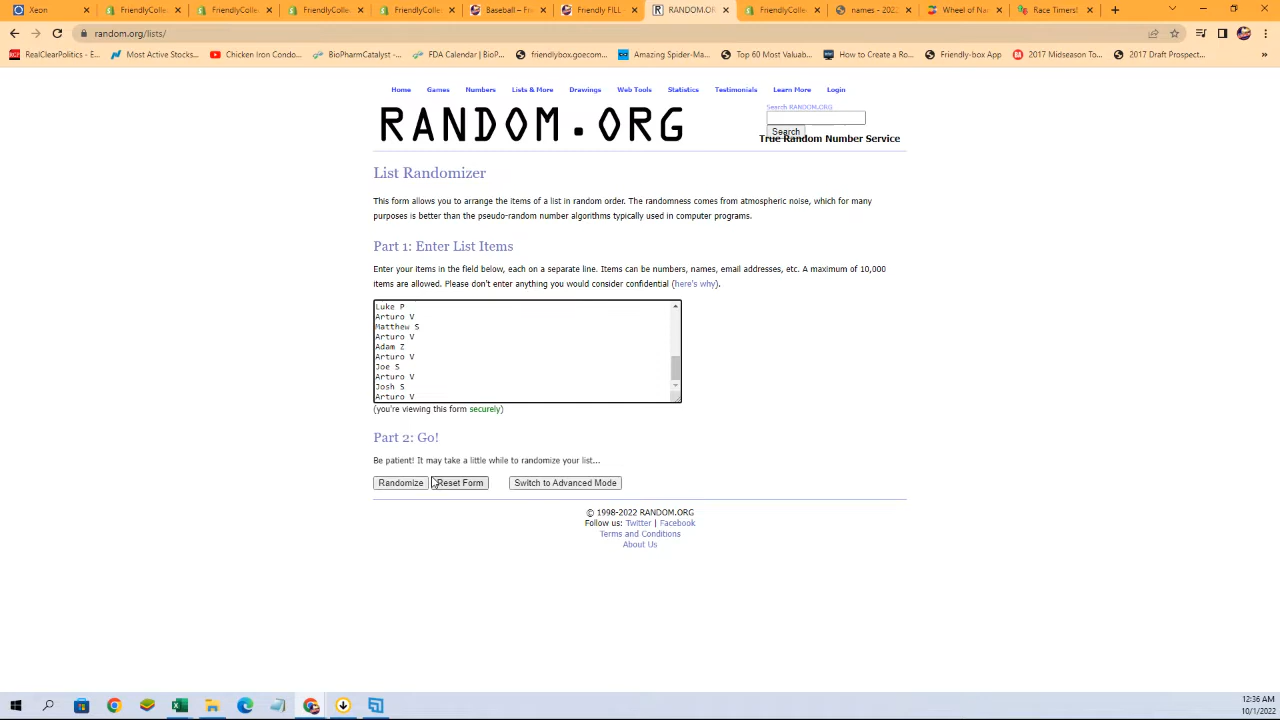 Xeon
FriendlyColle
FriendlyColle
FriendlyColle
Baseball – Fr
Friendly FILL
RANDOM.OR
FriendlyColle
names - 202
Wheel of Na
Race Timers!
random.org/lists/
RealClearPolitics - E...
Most Active Stocks...
Chicken Iron Condo...
BioPharmCatalyst -...
FDA Calendar | BioP...
friendlybox.goecom...
Amazing Spider-Ma...
Top 60 Most Valuab...
How to Create a Ro...
Friendly-box App
2017 Midseason To...
2017 Draft Prospect...
Home Games Numbers Lists & More Drawings Web Tools Statistics Testimonials Learn More Login
RANDOM.ORG
Search RANDOM.ORG
Search
True Random Number Service
List Randomizer
This form allows you to arrange the items of a list in random order. The randomness comes from atmospheric noise, which for many
purposes is better than the pseudo-random number algorithms typically used in computer programs.
Part 1: Enter List Items
Enter your items in the field below, each on a separate line. Items can be numbers, names, email addresses, etc. A maximum of 10,000
items are allowed. Please don't enter anything you would consider confidential (here's why).
Luke P
Arturo V
Matthew S
Arturo V
Adam Z
Arturo V
Joe S
Arturo V
Josh S
Arturo V
(you're viewing this form securely)
Part 2: Go!
Be patient! It may take a little while to randomize your list...
Randomize Reset Form Switch to Advanced Mode
© 1998-2022 RANDOM.ORG
Follow us: Twitter | Facebook
Terms and Conditions
About Us
12:36 AM
10/1/2022